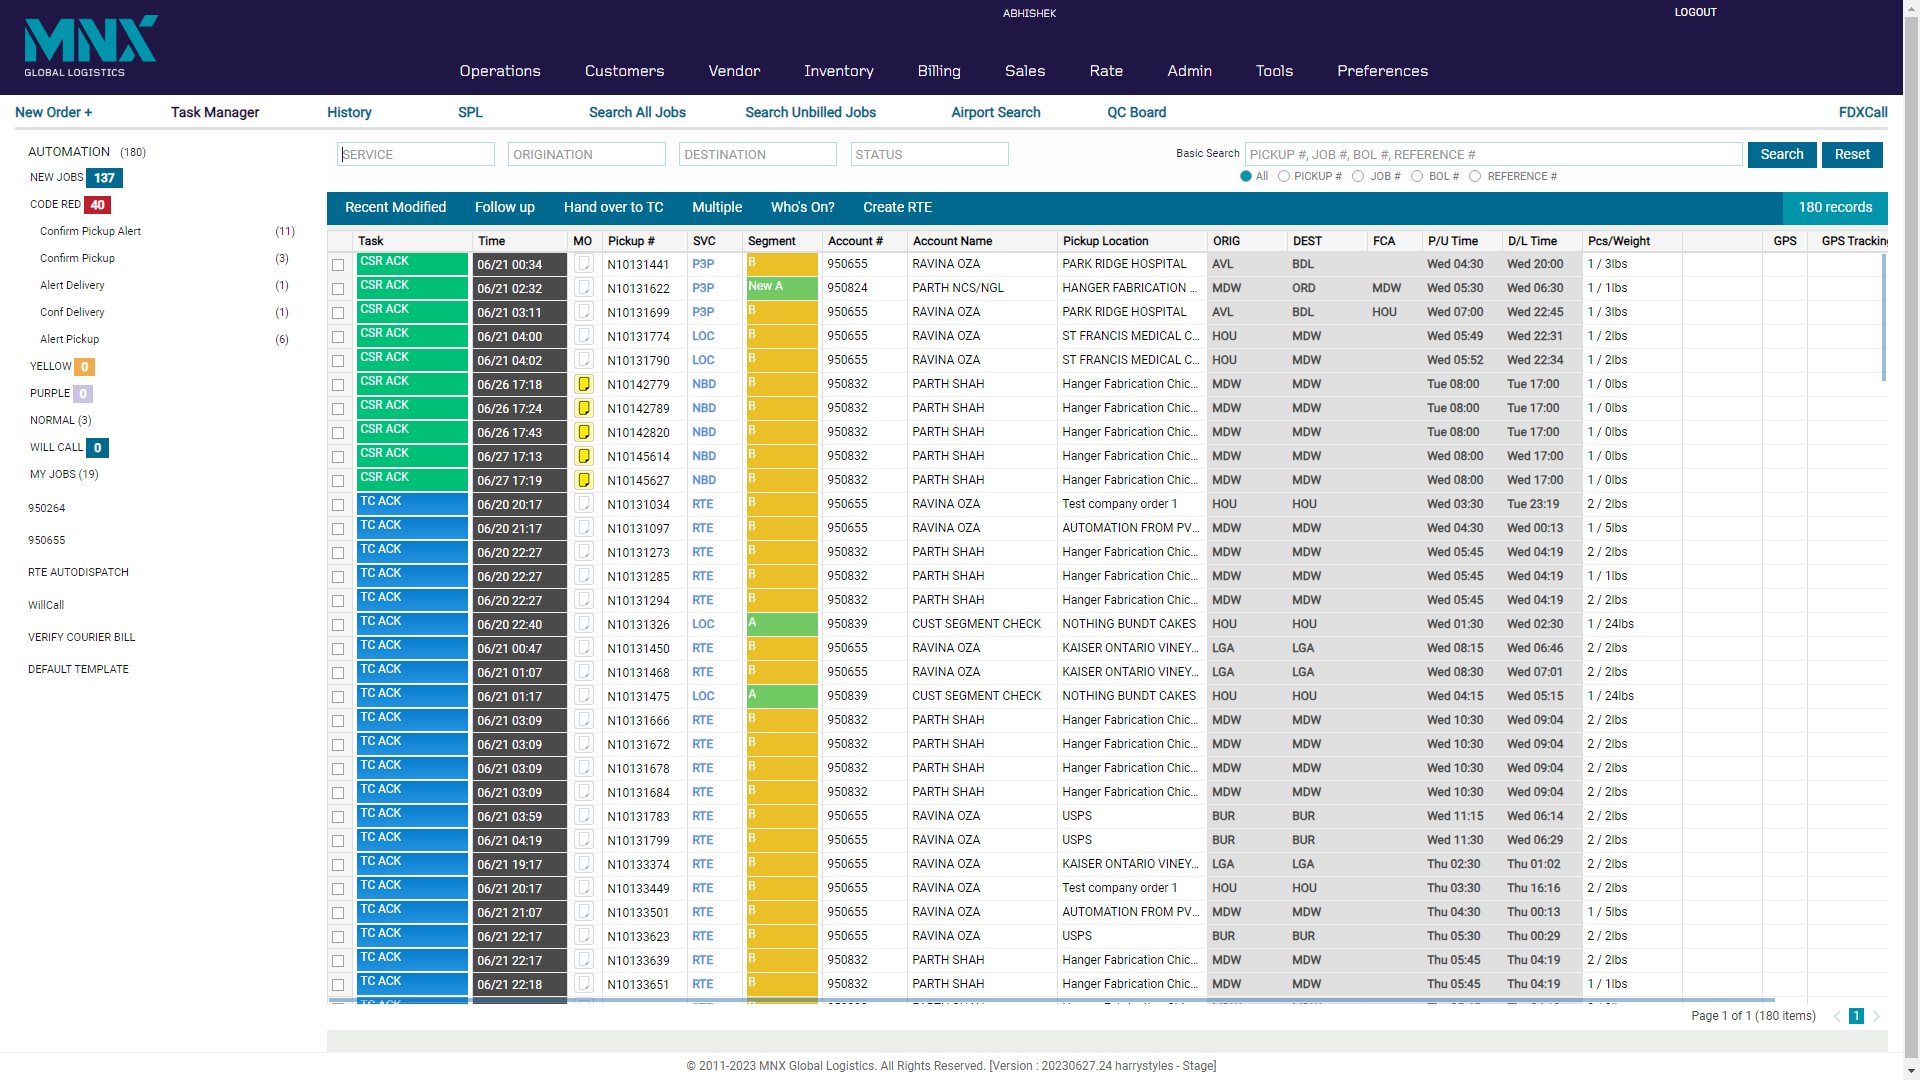 ABHISHEK
LOGOUT
MNX
GLOBAL LOGISTICS
Operations Customers Vendor Inventory Billing Sales Rate Admin Tools Preferences
New Order + Task Manager History SPL Search All Jobs Search Unbilled Jobs Airport Search QC Board FDXCall
AUTOMATION (180)
NEW JOBS 137
CODE RED 40
Confirm Pickup Alert (11)
Confirm Pickup (3)
Alert Delivery (1)
Conf Delivery (1)
Alert Pickup (6)
YELLOW 0
PURPLE 0
NORMAL (3)
WILL CALL 0
MY JOBS (19)
950264
950655
RTE AUTODISPATCH
WillCall
VERIFY COURIER BILL
DEFAULT TEMPLATE
SERVICE ORIGINATION DESTINATION STATUS Basic Search PICKUP #, JOB #, BOL #, REFERENCE # Search Reset
All PICKUP # JOB # BOL # REFERENCE #
Recent Modified Follow up Hand over to TC Multiple Who's On? Create RTE 180 records
Task Time MO Pickup # SVC Segment Account # Account Name Pickup Location ORIG DEST FCA P/U Time D/L Time Pcs/Weight GPS GPS Tracking
CSR ACK 06/21 00:34 N10131441 P3P B 950655 RAVINA OZA PARK RIDGE HOSPITAL AVL BDL Wed 04:30 Wed 20:00 1 / 3lbs
CSR ACK 06/21 02:32 N10131622 P3P New A 950824 PARTH NCS/NGL HANGER FABRICATION ... MDW ORD MDW Wed 05:30 Wed 06:30 1 / 1lbs
CSR ACK 06/21 03:11 N10131699 P3P B 950655 RAVINA OZA PARK RIDGE HOSPITAL AVL BDL HOU Wed 07:00 Wed 22:45 1 / 3lbs
CSR ACK 06/21 04:00 N10131774 LOC B 950655 RAVINA OZA ST FRANCIS MEDICAL C... HOU MDW Wed 05:49 Wed 22:31 1 / 2lbs
CSR ACK 06/21 04:02 N10131790 LOC B 950655 RAVINA OZA ST FRANCIS MEDICAL C... HOU MDW Wed 05:52 Wed 22:34 1 / 2lbs
CSR ACK 06/26 17:18 N10142779 NBD B 950832 PARTH SHAH Hanger Fabrication Chic... MDW MDW Tue 08:00 Tue 17:00 1 / 0lbs
CSR ACK 06/26 17:24 N10142789 NBD B 950832 PARTH SHAH Hanger Fabrication Chic... MDW MDW Tue 08:00 Tue 17:00 1 / 0lbs
CSR ACK 06/26 17:43 N10142820 NBD B 950832 PARTH SHAH Hanger Fabrication Chic... MDW MDW Tue 08:00 Tue 17:00 1 / 0lbs
CSR ACK 06/27 17:13 N10145614 NBD B 950832 PARTH SHAH Hanger Fabrication Chic... MDW MDW Wed 08:00 Wed 17:00 1 / 0lbs
CSR ACK 06/27 17:19 N10145627 NBD B 950832 PARTH SHAH Hanger Fabrication Chic... MDW MDW Wed 08:00 Wed 17:00 1 / 0lbs
TC ACK 06/20 20:17 N10131034 RTE B 950655 RAVINA OZA Test company order 1 HOU HOU Wed 03:30 Tue 23:19 2 / 2lbs
TC ACK 06/20 21:17 N10131097 RTE B 950655 RAVINA OZA AUTOMATION FROM PV... MDW MDW Wed 04:30 Wed 00:13 1 / 5lbs
TC ACK 06/20 22:27 N10131273 RTE B 950832 PARTH SHAH Hanger Fabrication Chic... MDW MDW Wed 05:45 Wed 04:19 2 / 2lbs
TC ACK 06/20 22:27 N10131285 RTE B 950832 PARTH SHAH Hanger Fabrication Chic... MDW MDW Wed 05:45 Wed 04:19 1 / 1lbs
TC ACK 06/20 22:27 N10131294 RTE B 950832 PARTH SHAH Hanger Fabrication Chic... MDW MDW Wed 05:45 Wed 04:19 2 / 2lbs
TC ACK 06/20 22:40 N10131326 LOC A 950839 CUST SEGMENT CHECK NOTHING BUNDT CAKES HOU HOU Wed 01:30 Wed 02:30 1 / 24lbs
TC ACK 06/21 00:47 N10131450 RTE B 950655 RAVINA OZA KAISER ONTARIO VINEY... LGA LGA Wed 08:15 Wed 06:46 2 / 2lbs
TC ACK 06/21 01:07 N10131468 RTE B 950655 RAVINA OZA KAISER ONTARIO VINEY... LGA LGA Wed 08:30 Wed 07:01 2 / 2lbs
TC ACK 06/21 01:17 N10131475 LOC A 950839 CUST SEGMENT CHECK NOTHING BUNDT CAKES HOU HOU Wed 04:15 Wed 05:15 1 / 24lbs
TC ACK 06/21 03:09 N10131666 RTE B 950832 PARTH SHAH Hanger Fabrication Chic... MDW MDW Wed 10:30 Wed 09:04 2 / 2lbs
TC ACK 06/21 03:09 N10131672 RTE B 950832 PARTH SHAH Hanger Fabrication Chic... MDW MDW Wed 10:30 Wed 09:04 2 / 2lbs
TC ACK 06/21 03:09 N10131678 RTE B 950832 PARTH SHAH Hanger Fabrication Chic... MDW MDW Wed 10:30 Wed 09:04 2 / 2lbs
TC ACK 06/21 03:09 N10131684 RTE B 950832 PARTH SHAH Hanger Fabrication Chic... MDW MDW Wed 10:30 Wed 09:04 2 / 2lbs
TC ACK 06/21 03:59 N10131783 RTE B 950655 RAVINA OZA USPS BUR BUR Wed 11:15 Wed 06:14 2 / 2lbs
TC ACK 06/21 04:19 N10131799 RTE B 950655 RAVINA OZA USPS BUR BUR Wed 11:30 Wed 06:29 2 / 2lbs
TC ACK 06/21 19:17 N10133374 RTE B 950655 RAVINA OZA KAISER ONTARIO VINEY... LGA LGA Thu 02:30 Thu 01:02 2 / 2lbs
TC ACK 06/21 20:17 N10133449 RTE B 950655 RAVINA OZA Test company order 1 HOU HOU Thu 03:30 Thu 16:16 2 / 2lbs
TC ACK 06/21 21:07 N10133501 RTE B 950655 RAVINA OZA AUTOMATION FROM PV... MDW MDW Thu 04:30 Thu 00:13 1 / 5lbs
TC ACK 06/21 22:17 N10133623 RTE B 950655 RAVINA OZA USPS BUR BUR Thu 05:30 Thu 00:29 2 / 2lbs
TC ACK 06/21 22:17 N10133639 RTE B 950832 PARTH SHAH Hanger Fabrication Chic... MDW MDW Thu 05:45 Thu 04:19 2 / 2lbs
TC ACK 06/21 22:18 N10133651 RTE B 950832 PARTH SHAH Hanger Fabrication Chic... MDW MDW Thu 05:45 Thu 04:19 1 / 1lbs
Page 1 of 1 (180 items) 1
© 2011-2023 MNX Global Logistics. All Rights Reserved. [Version : 20230627.24 harrystyles - Stage]